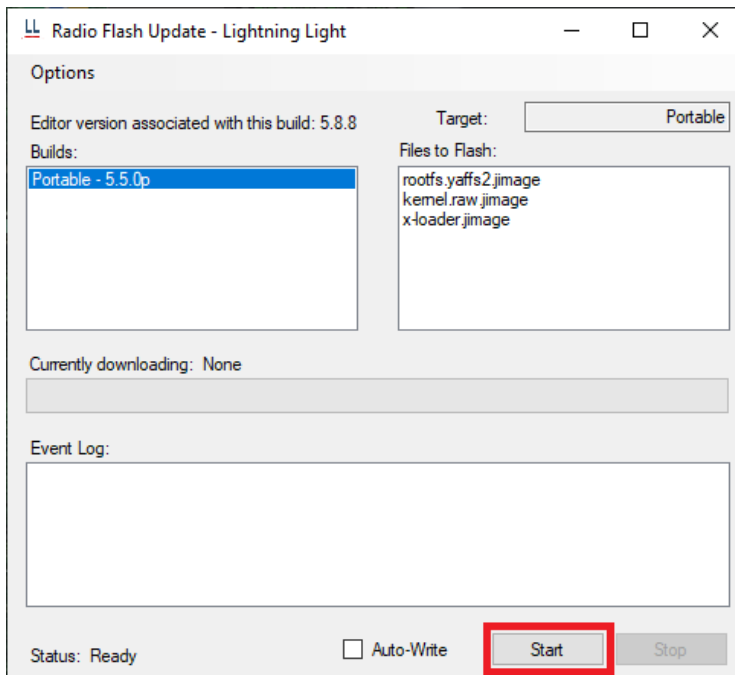 LL Radio Flash Update - Lightning Light
Options
Editor version associated with this build: 5.8.8
Target: Portable
Builds:
Files to Flash:
Portable - 5.5.0p
rootfs.yaffs2.jimage
kernel.raw.jimage
x-loader.jimage
Currently downloading: None
Event Log:
Status: Ready
Auto-Write
Start
Stop